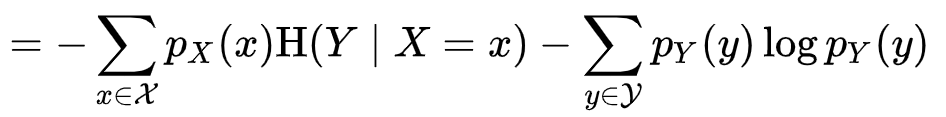 = − ∑_{x∈𝒳} p_X(x)H(Y | X = x) − ∑_{y∈𝒴} p_Y(y) log p_Y(y)